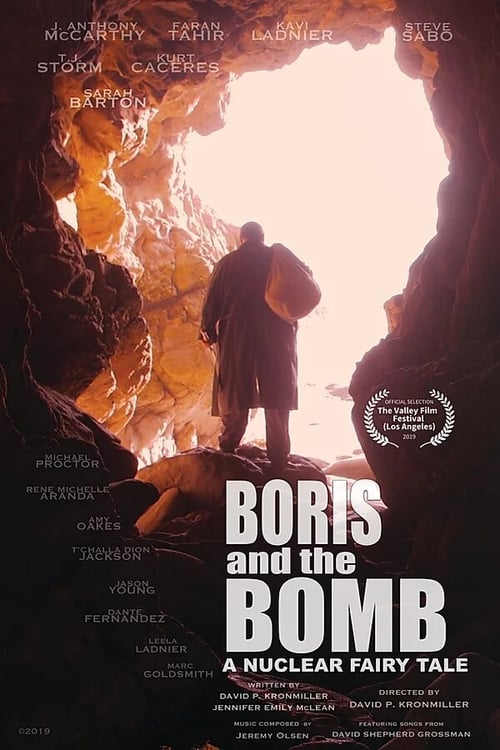 J. ANTHONY
McCARTHY
FARAN
TAHIR
KAVI
LADNIER
STEVE
SABO
T.J.
STORM
KURT
CACERES
SARAH
BARTON
OFFICIAL SELECTION
The Valley Film
Festival
(Los Angeles)
2019
MICHAEL
PROCTOR
RENE MICHELLE
ARANDA
AMY
OAKES
T'CHALLA DION
JACKSON
JASON
YOUNG
DANTE
FERNANDEZ
LEELA
LADNIER
MARC
GOLDSMITH
BORIS
and the
BOMB
A NUCLEAR FAIRY TALE
WRITTEN BY
DAVID P. KRONMILLER
JENNIFER EMILY McLEAN
DIRECTED BY
DAVID P. KRONMILLER
MUSIC COMPOSED BY
JEREMY OLSEN
FEATURING SONGS FROM
DAVID SHEPHERD GROSSMAN
©2019